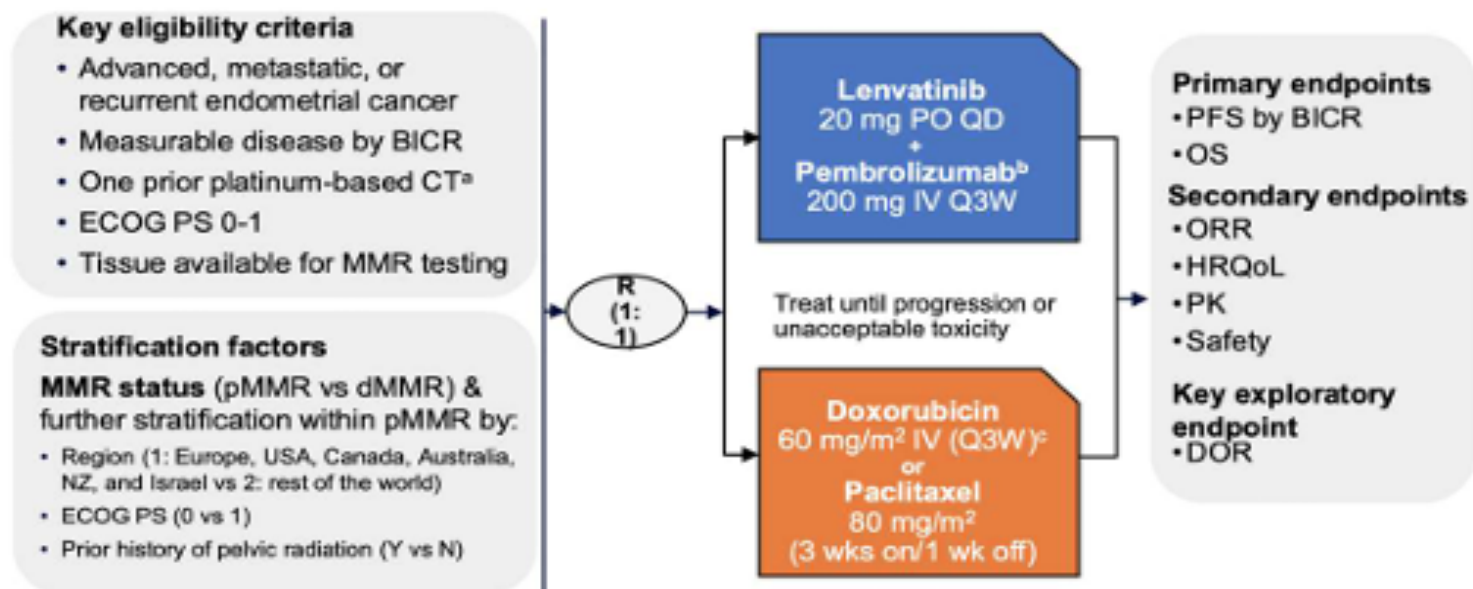 Key eligibility criteria
• Advanced, metastatic, or
recurrent endometrial cancer
• Measurable disease by BICR
• One prior platinum-based CTᵃ
• ECOG PS 0-1
• Tissue available for MMR testing
Stratification factors
MMR status (pMMR vs dMMR) &
further stratification within pMMR by:
• Region (1: Europe, USA, Canada, Australia,
NZ, and Israel vs 2: rest of the world)
• ECOG PS (0 vs 1)
• Prior history of pelvic radiation (Y vs N)
R
(1:
1)
Lenvatinib
20 mg PO QD
+
Pembrolizumabᵇ
200 mg IV Q3W
Treat until progression or
unacceptable toxicity
Doxorubicin
60 mg/m² IV (Q3W)ᶜ
or
Paclitaxel
80 mg/m²
(3 wks on/1 wk off)
Primary endpoints
•PFS by BICR
•OS
Secondary endpoints
•ORR
•HRQoL
•PK
•Safety
Key exploratory
endpoint
•DOR